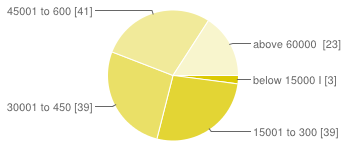 45001 to 600 [41]
above 60000 [23]
below 15000 I [3]
30001 to 450 [39]
15001 to 300 [39]